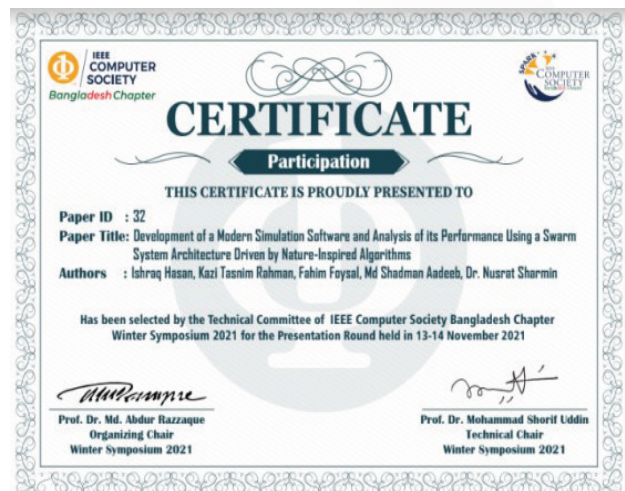 IEEE
COMPUTER
SOCIETY
Bangladesh Chapter
SPARK
IEEE
COMPUTER
SOCIETY
CERTIFICATE
Participation
THIS CERTIFICATE IS PROUDLY PRESENTED TO
Paper ID : 32
Paper Title: Development of a Modern Simulation Software and Analysis of its Performance Using a Swarm
System Architecture Driven by Nature-Inspired Algorithms
Authors : Ishraq Hasan, Kazi Tasnim Rahman, Fahim Foysal, Md Shadman Aadeeb, Dr. Nusrat Sharmin
Has been selected by the Technical Committee of IEEE Computer Society Bangladesh Chapter
Winter Symposium 2021 for the Presentation Round held in 13-14 November 2021
Prof. Dr. Md. Abdur Razzaque
Organizing Chair
Winter Symposium 2021
Prof. Dr. Mohammad Shorif Uddin
Technical Chair
Winter Symposium 2021